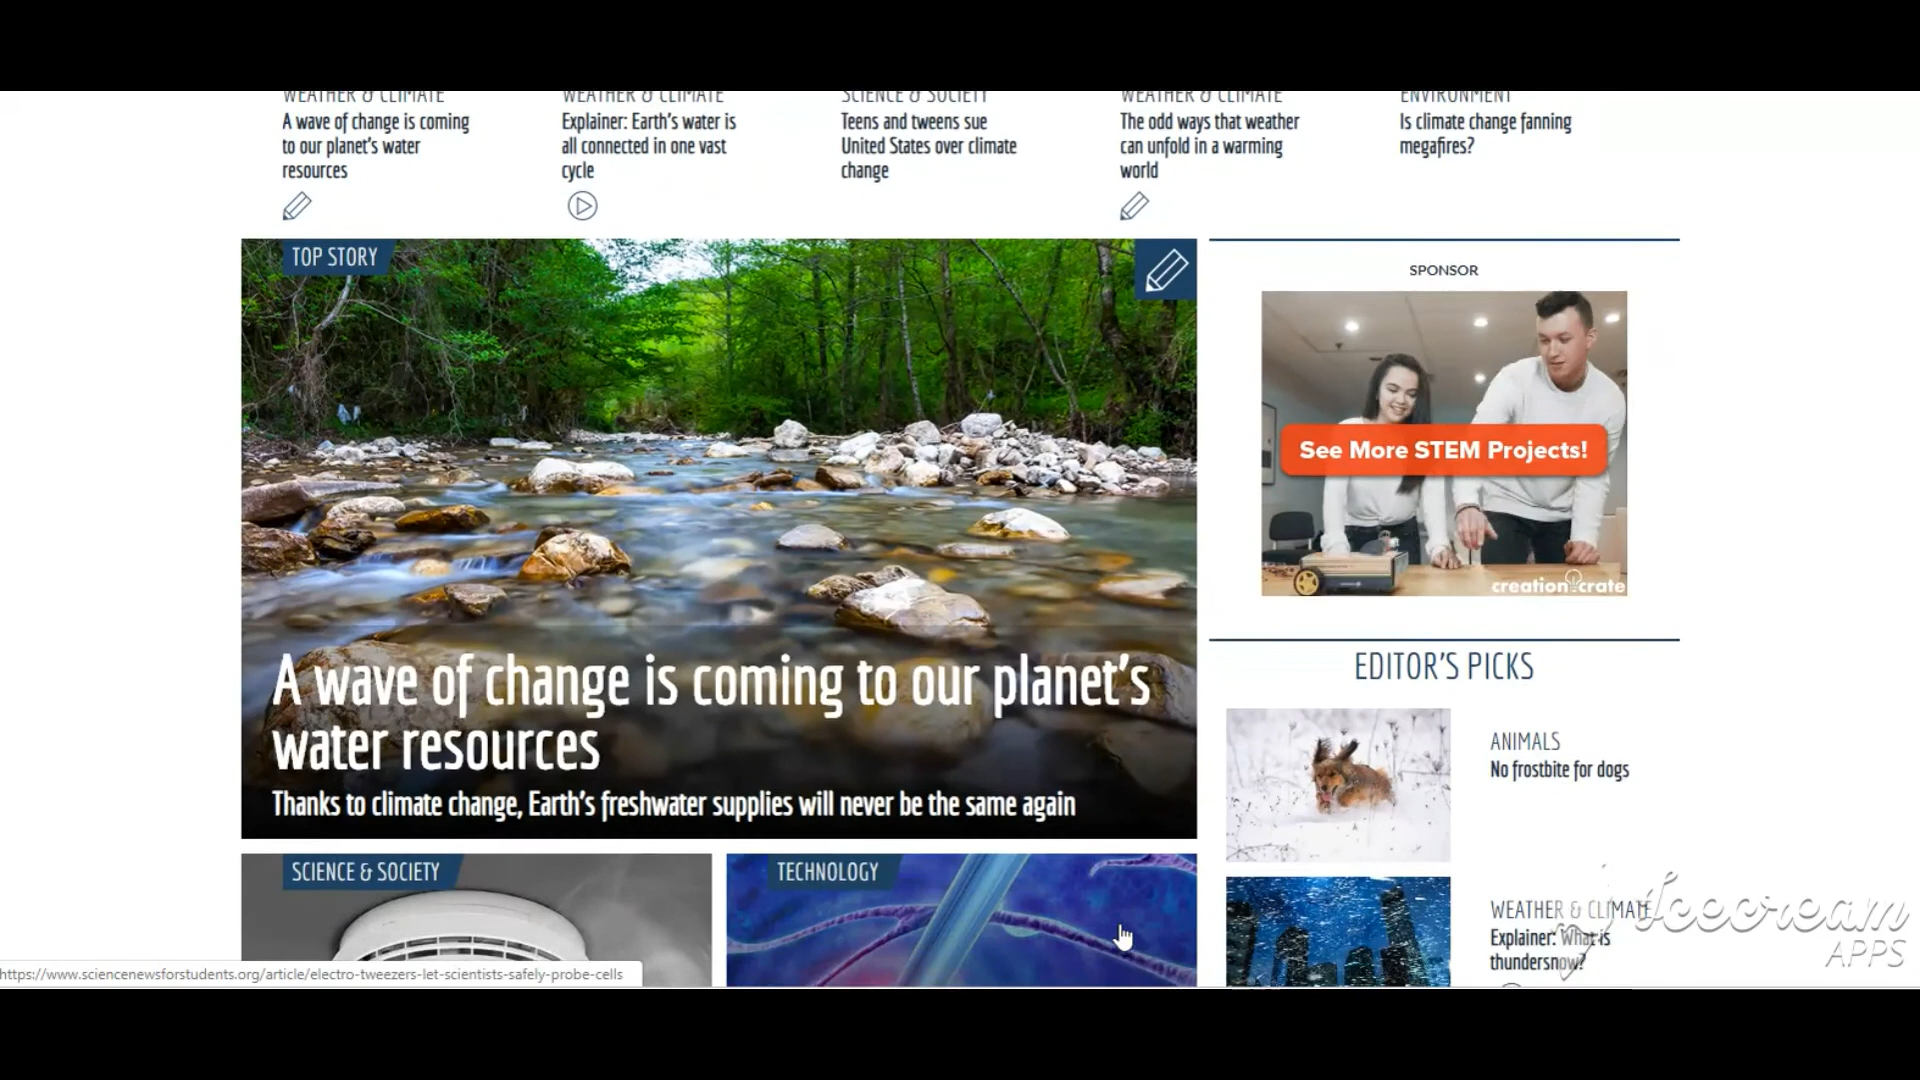 WEATHER & CLIMATE
A wave of change is coming
to our planet's water
resources
WEATHER & CLIMATE
Explainer: Earth's water is
all connected in one vast
cycle
SCIENCE & SOCIETY
Teens and tweens sue
United States over climate
change
WEATHER & CLIMATE
The odd ways that weather
can unfold in a warming
world
ENVIRONMENT
Is climate change fanning
megafires?
TOP STORY
A wave of change is coming to our planet's
water resources
Thanks to climate change, Earth's freshwater supplies will never be the same again
SPONSOR
See More STEM Projects!
creation crate
EDITOR'S PICKS
ANIMALS
No frostbite for dogs
WEATHER & CLIMATE
Explainer: What is
thundersnow?
SCIENCE & SOCIETY
TECHNOLOGY
https://www.sciencenewsforstudents.org/article/electro-tweezers-let-scientists-safely-probe-cells
Icecream
APPS